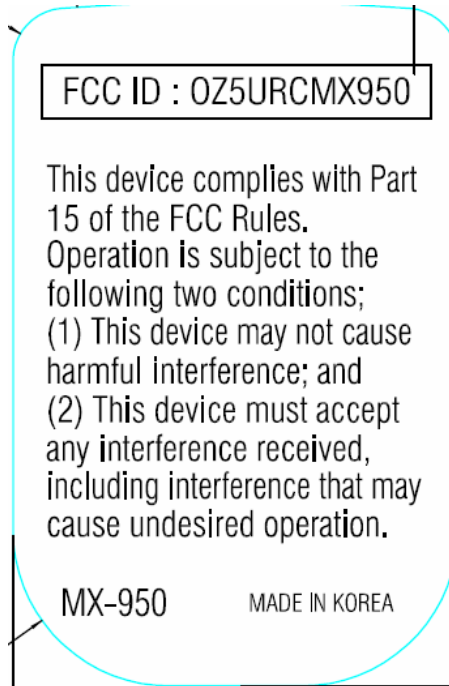 FCC ID : OZ5URCMX950
This device complies with Part
15 of the FCC Rules.
Operation is subject to the
following two conditions;
(1) This device may not cause
harmful interference; and
(2) This device must accept
any interference received,
including interference that may
cause undesired operation.
MX-950 MADE IN KOREA